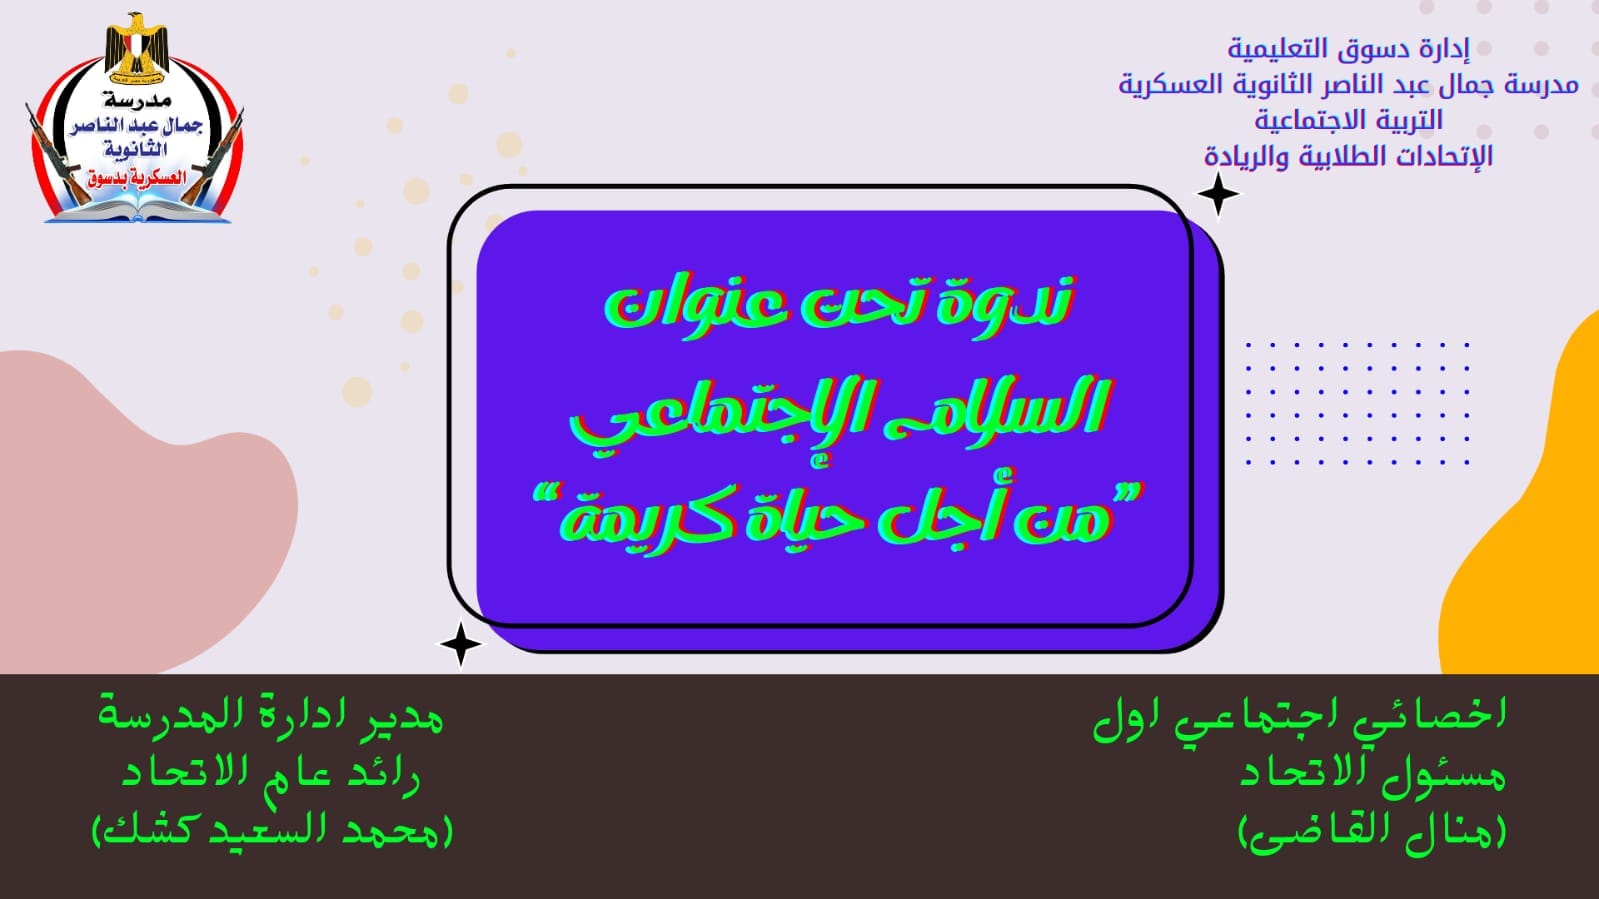 إدارة دسوق التعليمية
مدرسة جمال عبد الناصر الثانوية العسكرية
التربية الاجتماعية
الإتحادات الطلابية والريادة
مدرسة
جمال عبد الناصر
الثانوية
العسكرية بدسوق
ندوة تحت عنوان
السلام الإجتماعي
”من أجل حياة كريمة“
اخصائي اجتماعي اول
مسئول الاتحاد
(منال القاضى)
مدير ادارة المدرسة
رائد عام الاتحاد
(محمد السعيد كشك)